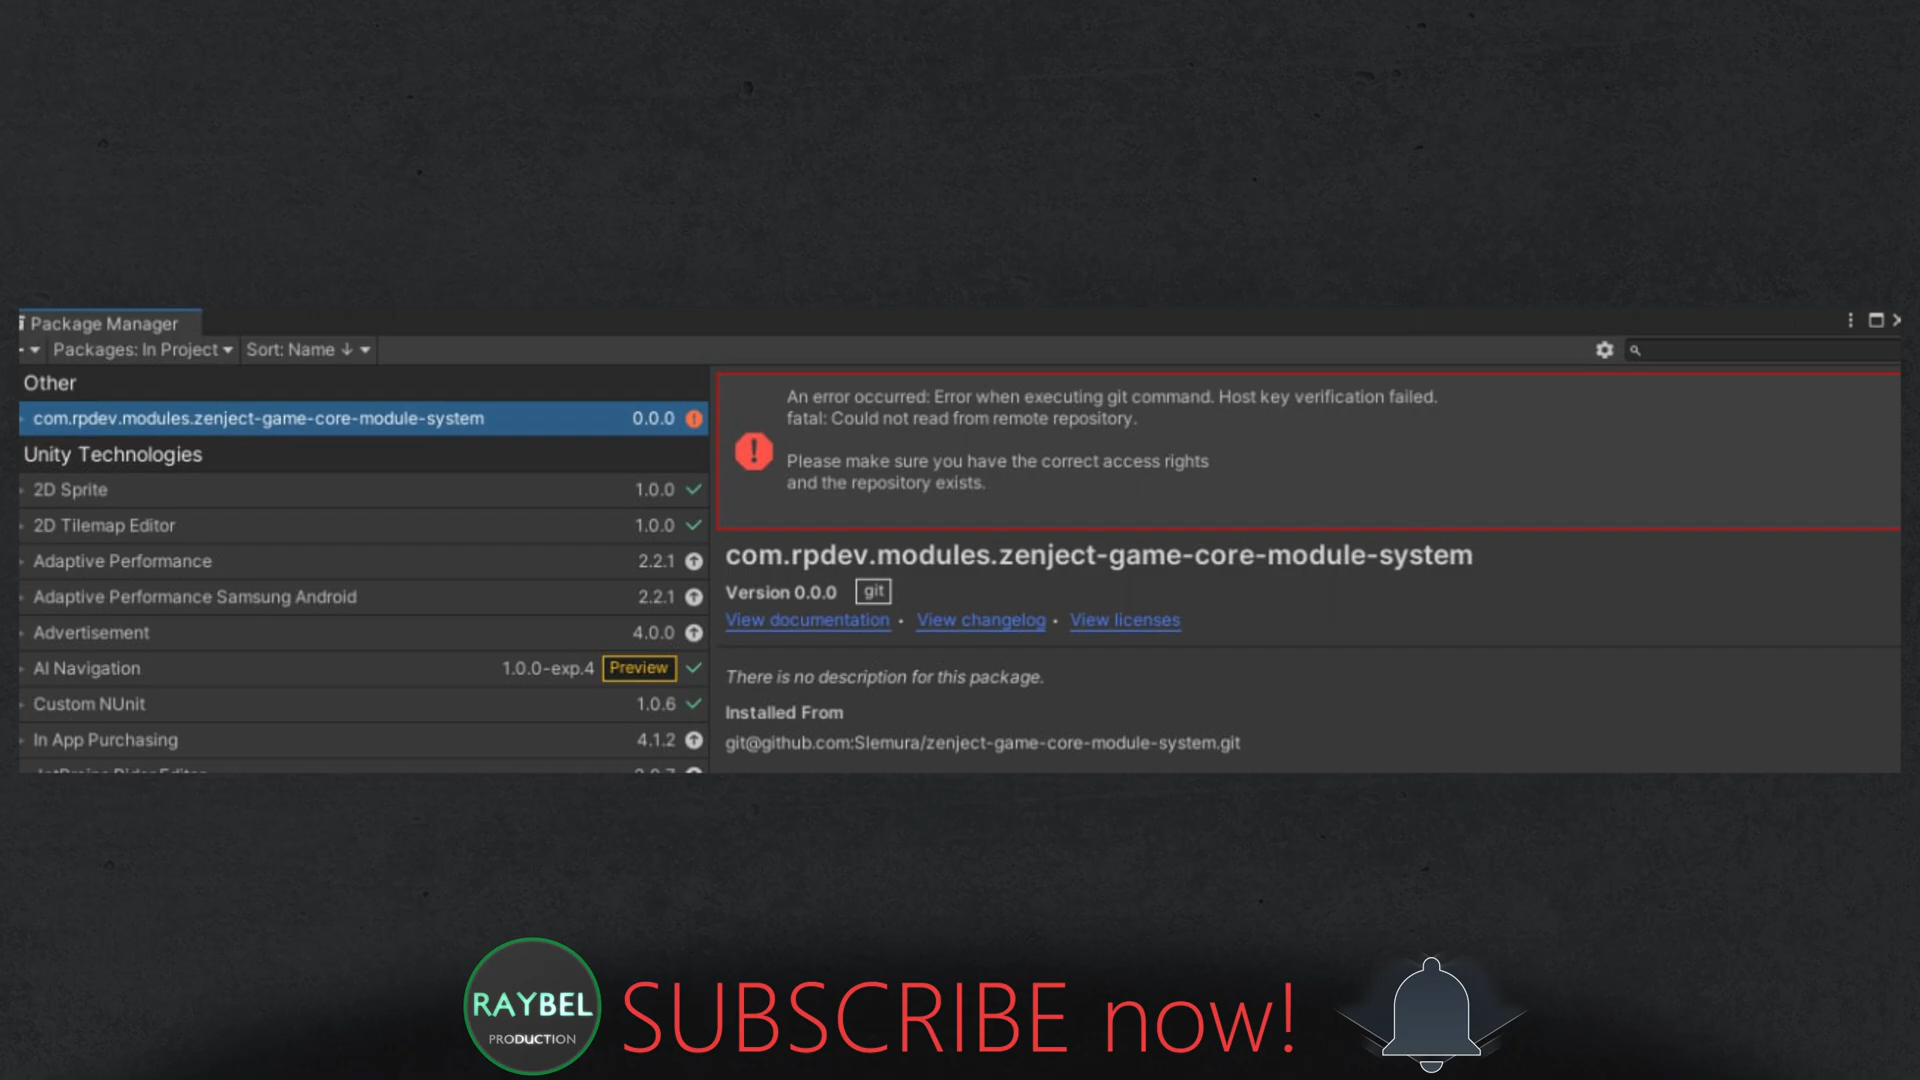 Package Manager
Packages: In Project
Sort: Name
Other
com.rpdev.modules.zenject-game-core-module-system 0.0.0
Unity Technologies
2D Sprite 1.0.0
2D Tilemap Editor 1.0.0
Adaptive Performance 2.2.1
Adaptive Performance Samsung Android 2.2.1
Advertisement 4.0.0
AI Navigation 1.0.0-exp.4 Preview
Custom NUnit 1.0.6
In App Purchasing 4.1.2
An error occurred: Error when executing git command. Host key verification failed.
fatal: Could not read from remote repository.
Please make sure you have the correct access rights
and the repository exists.
com.rpdev.modules.zenject-game-core-module-system
Version 0.0.0 git
View documentation • View changelog • View licenses
There is no description for this package.
Installed From
git@github.com:Slemura/zenject-game-core-module-system.git
RAYBEL
PRODUCTION
SUBSCRIBE now!